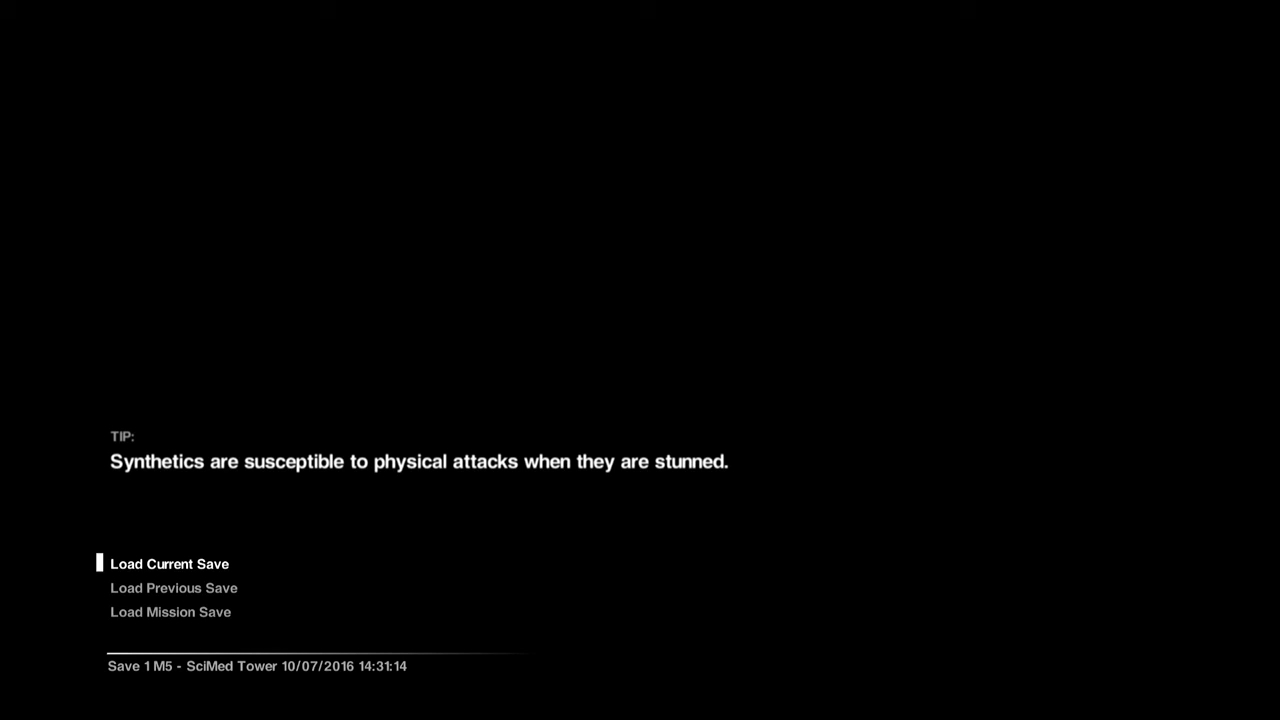 TIP:
Synthetics are susceptible to physical attacks when they are stunned.
Load Current Save
Load Previous Save
Load Mission Save
Save 1 M5 - SciMed Tower 10/07/2016 14:31:14